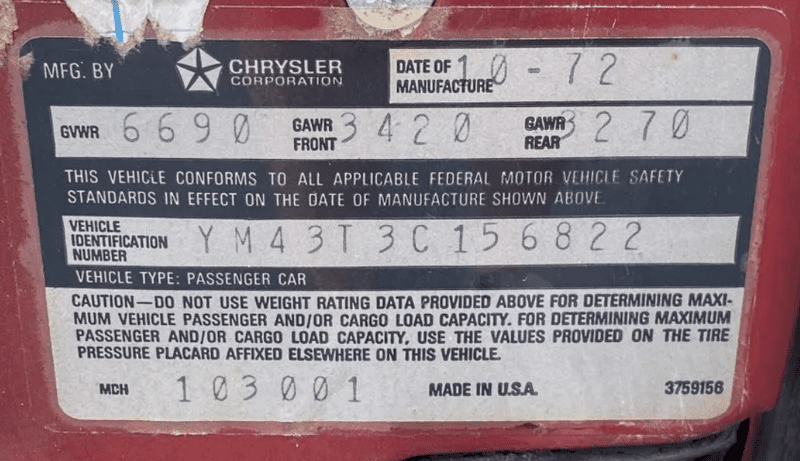 MFG. BY CHRYSLER CORPORATION DATE OF MANUFACTURE 10-72
GVWR 6690 GAWR FRONT 3420 GAWR REAR 3270
THIS VEHICLE CONFORMS TO ALL APPLICABLE FEDERAL MOTOR VEHICLE SAFETY
STANDARDS IN EFFECT ON THE DATE OF MANUFACTURE SHOWN ABOVE.
VEHICLE IDENTIFICATION NUMBER YM43T3C156822
VEHICLE TYPE: PASSENGER CAR
CAUTION—DO NOT USE WEIGHT RATING DATA PROVIDED ABOVE FOR DETERMINING MAXI-
MUM VEHICLE PASSENGER AND/OR CARGO LOAD CAPACITY. FOR DETERMINING MAXIMUM
PASSENGER AND/OR CARGO LOAD CAPACITY, USE THE VALUES PROVIDED ON THE TIRE
PRESSURE PLACARD AFFIXED ELSEWHERE ON THIS VEHICLE.
MCH 103001 MADE IN U.S.A. 3759156